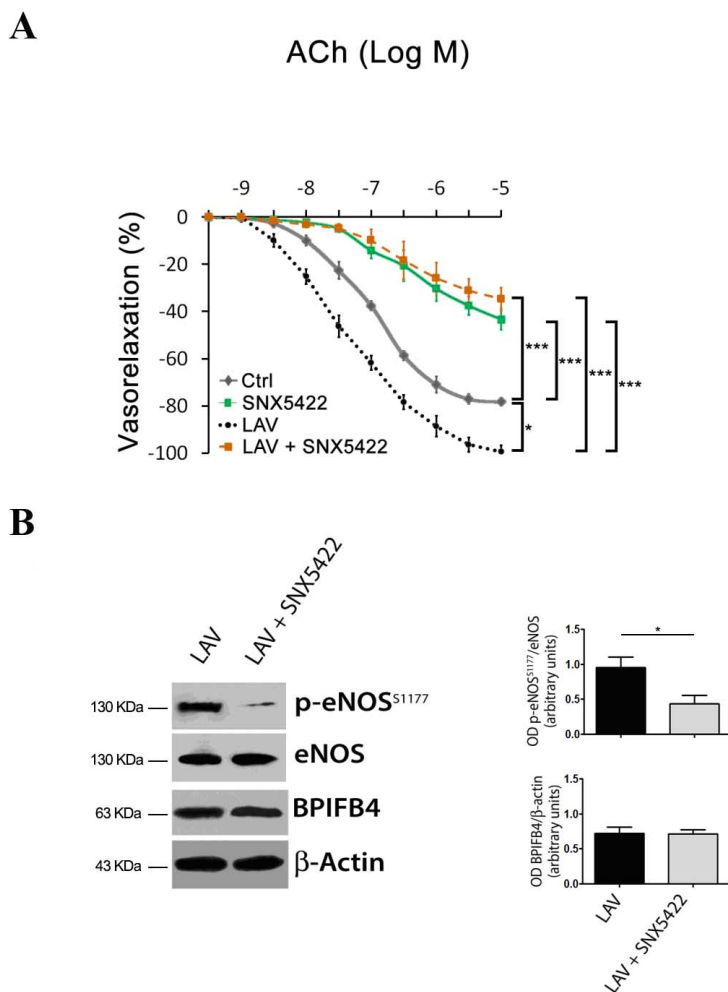 A
ACh (Log M)
-9 -8 -7 -6 -5
Vasorelaxation (%)
0
-20
-40
-60
-80
-100
Ctrl
SNX5422
LAV
LAV + SNX5422
***
***
***
***
*
B
LAV
LAV + SNX5422
130 KDa p-eNOS^S1177
130 KDa eNOS
63 KDa BPIFB4
43 KDa β-Actin
OD p-eNOS^S1177/eNOS
(arbitrary units)
1.5
1.0
0.5
0.0
*
OD BPIFB4/β-actin
(arbitrary units)
1.5
1.0
0.5
0.0
LAV
LAV + SNX5422